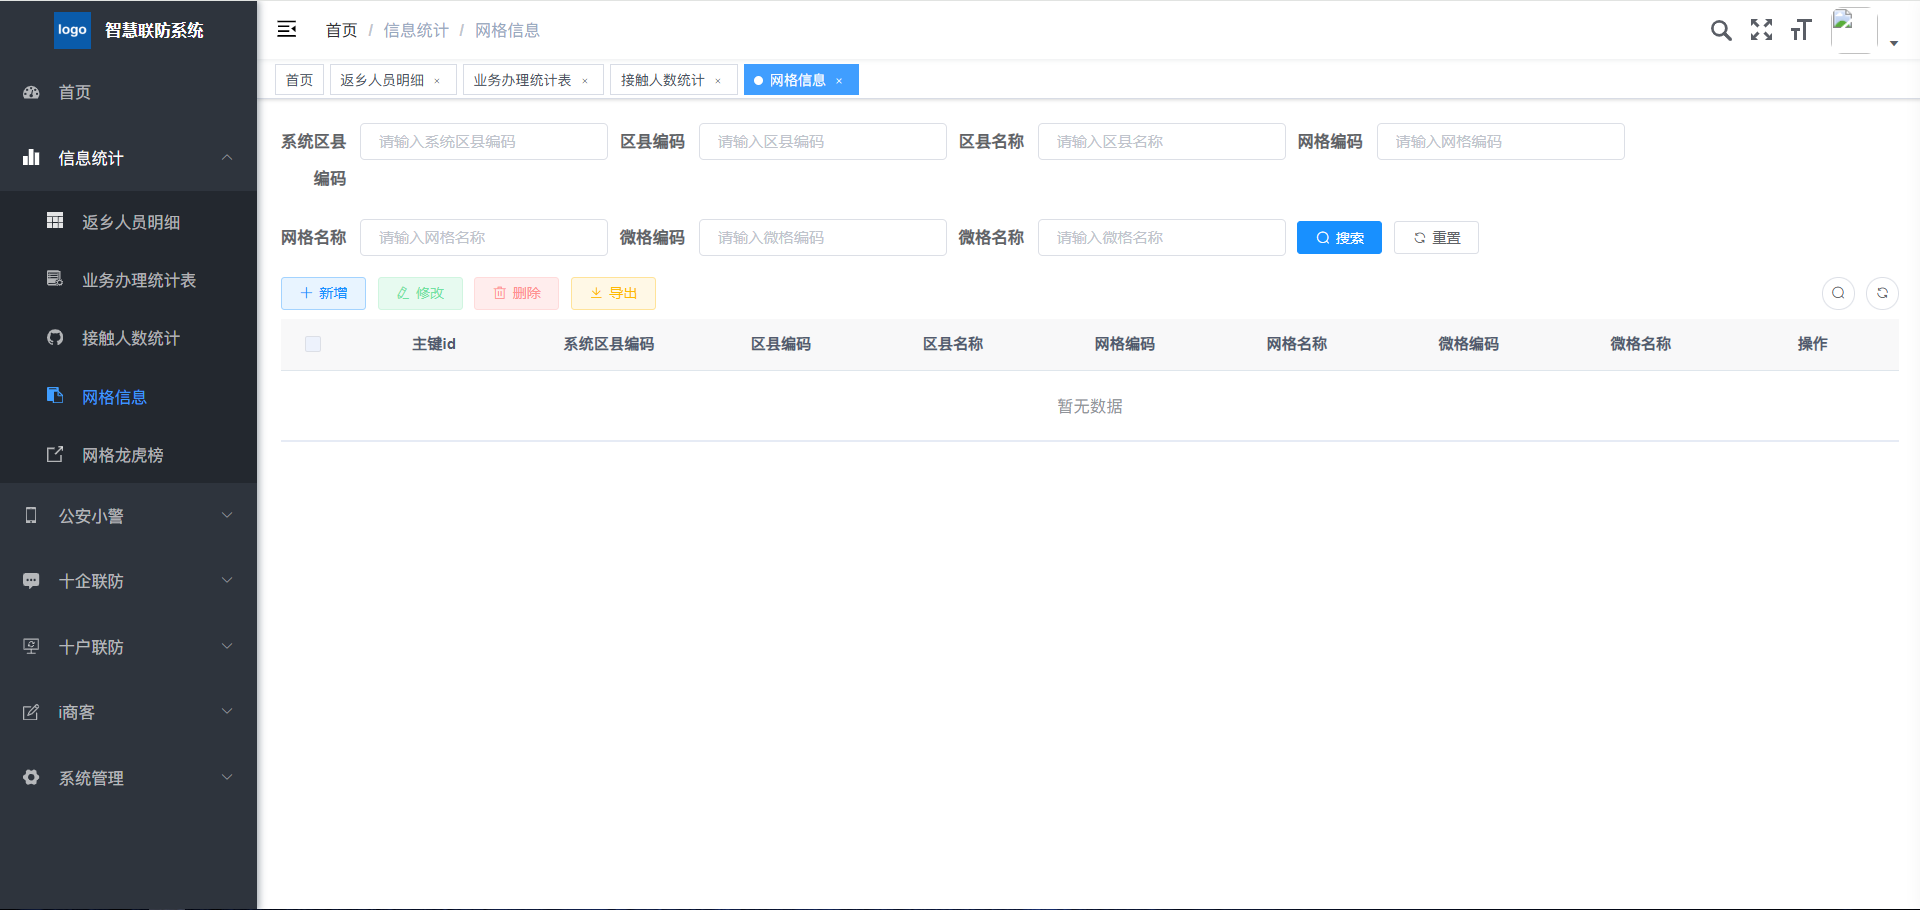 logo 智慧联防系统
首页
信息统计
返乡人员明细
业务办理统计表
接触人数统计
网格信息
网格龙虎榜
公安小警
十企联防
十户联防
i商客
系统管理
首页 / 信息统计 / 网格信息
首页 返乡人员明细 × 业务办理统计表 × 接触人数统计 × 网格信息 ×
系统区县编码 请输入系统区县编码 区县编码 请输入区县编码 区县名称 请输入区县名称 网格编码 请输入网格编码
网格名称 请输入网格名称 微格编码 请输入微格编码 微格名称 请输入微格名称 搜索 重置
新增 修改 删除 导出
主键id 系统区县编码 区县编码 区县名称 网格编码 网格名称 微格编码 微格名称 操作
暂无数据